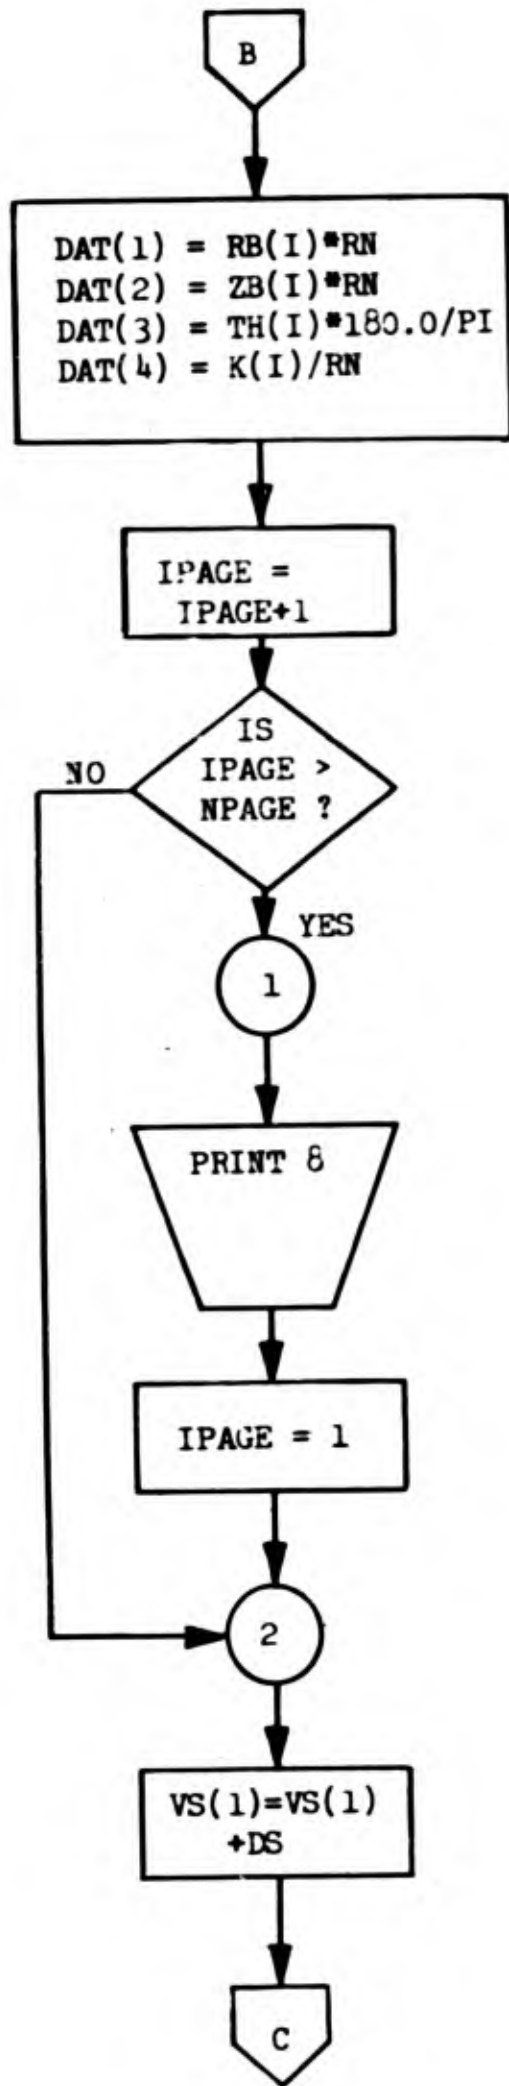 B
DAT(1) = RB(I)*RN
DAT(2) = ZB(I)*RN
DAT(3) = TH(I)*180.0/PI
DAT(4) = K(I)/RN
IPAGE =
IPAGE+1
IS
IPAGE >
NPAGE ?
NO
YES
1
PRINT 8
IPAGE = 1
2
VS(1)=VS(1)
+DS
C